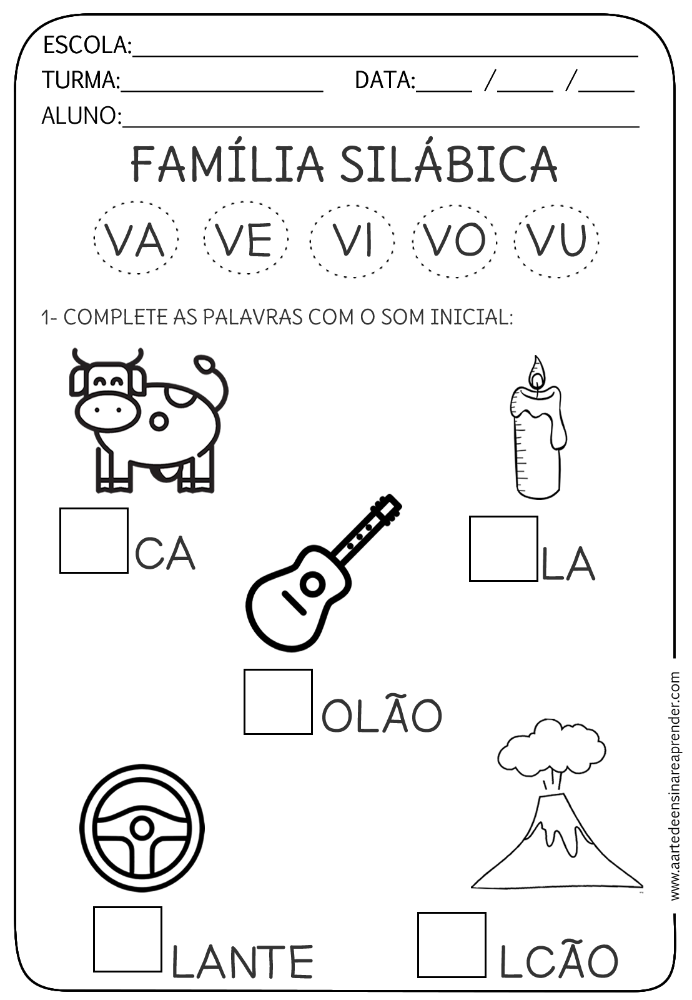 ESCOLA:
TURMA: DATA: / /
ALUNO:
FAMÍLIA SILÁBICA
VA VE VI VO VU
1- COMPLETE AS PALAVRAS COM O SOM INICIAL:
CA
LA
OLÃO
LANTE
LCÃO
www.aartedeensinareaprender.com